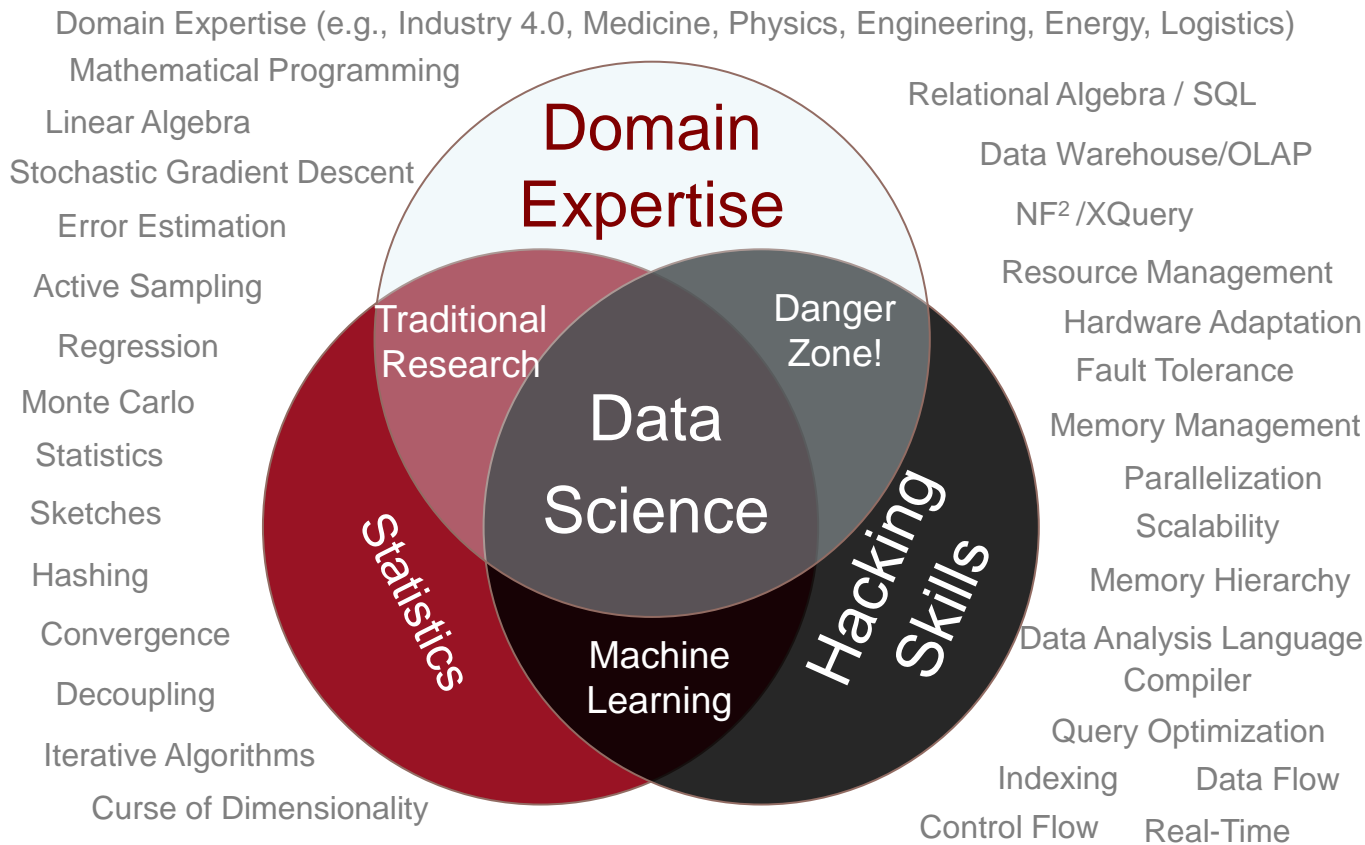 Domain Expertise (e.g., Industry 4.0, Medicine, Physics, Engineering, Energy, Logistics)
Mathematical Programming
Linear Algebra
Stochastic Gradient Descent
Error Estimation
Active Sampling
Regression
Monte Carlo
Statistics
Sketches
Hashing
Convergence
Decoupling
Iterative Algorithms
Curse of Dimensionality
Domain
Expertise
Traditional
Research
Danger
Zone!
Data
Science
Statistics
Hacking
Skills
Machine
Learning
Relational Algebra / SQL
Data Warehouse/OLAP
NF² /XQuery
Resource Management
Hardware Adaptation
Fault Tolerance
Memory Management
Parallelization
Scalability
Memory Hierarchy
Data Analysis Language
Compiler
Query Optimization
Indexing Data Flow
Control Flow Real-Time